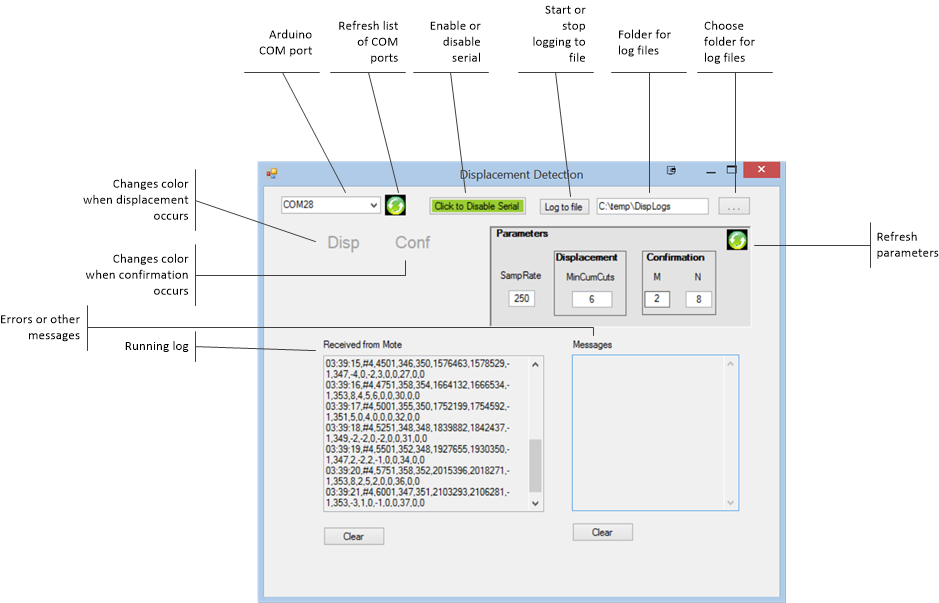 Arduino
COM port
Refresh list
of COM
ports
Enable or
disable
serial
Start or
stop
logging to
file
Folder for
log files
Choose
folder for
log files
Displacement Detection
COM28
Click to Disable Serial
Log to file
C:\temp\DispLogs
. . .
Changes color
when displacement
occurs
Disp
Conf
Changes color
when confirmation
occurs
Parameters
Displacement
Confirmation
SampRate
MinCumCuts
M
N
250
6
2
8
Refresh
parameters
Errors or other
messages
Running log
Received from Mote
Messages
03:39:15,#4,4501,346,350,1576463,1578529,-
1,347,-4,0,-2,3,0,0,27,0,0
03:39:16,#4,4751,358,354,1664132,1666534,-
1,353,8,4,5,6,0,0,30,0,0
03:39:17,#4,5001,355,350,1752199,1754592,-
1,351,5,0,4,0,0,0,32,0,0
03:39:18,#4,5251,348,348,1839882,1842437,-
1,349,-2,-2,0,-2,0,0,31,0,0
03:39:19,#4,5501,352,348,1927655,1930350,-
1,347,2,-2,2,-1,0,0,34,0,0
03:39:20,#4,5751,358,352,2015396,2018271,-
1,353,8,2,5,2,0,0,36,0,0
03:39:21,#4,6001,347,351,2103293,2106281,-
1,353,-3,1,0,-1,0,0,37,0,0
Clear
Clear